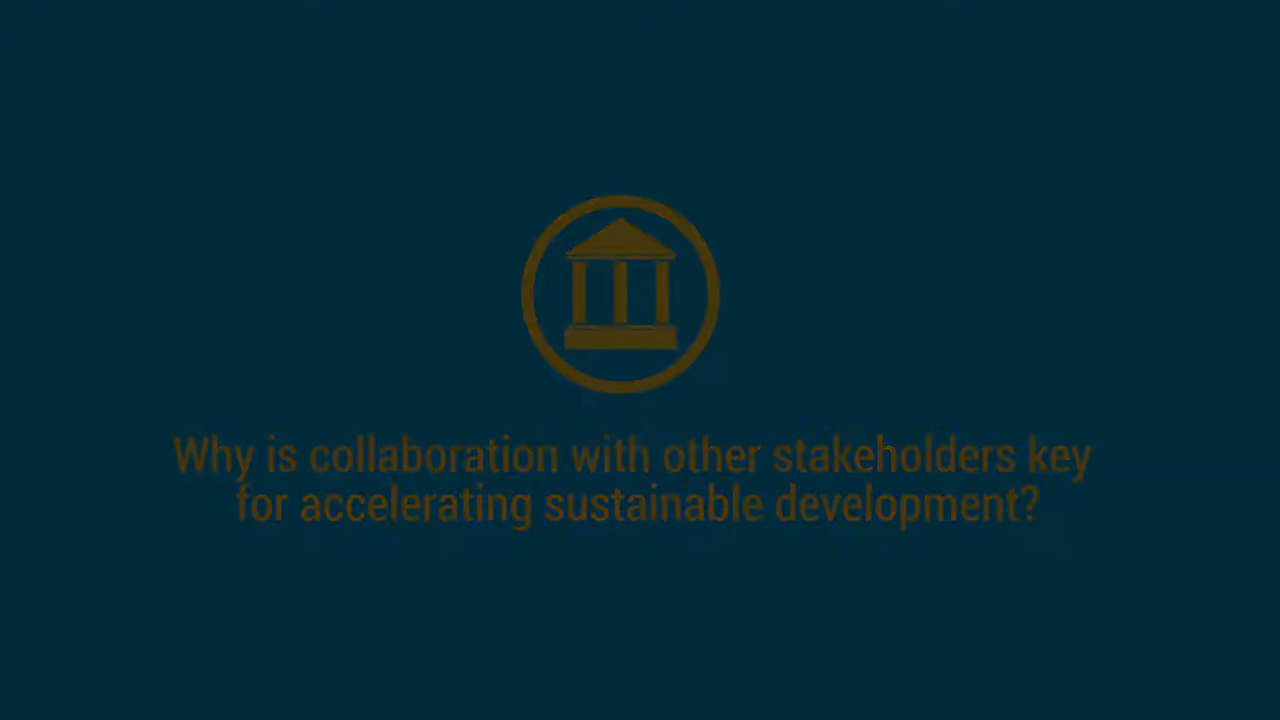 Why is collaboration with other stakeholders key
for accelerating sustainable development?